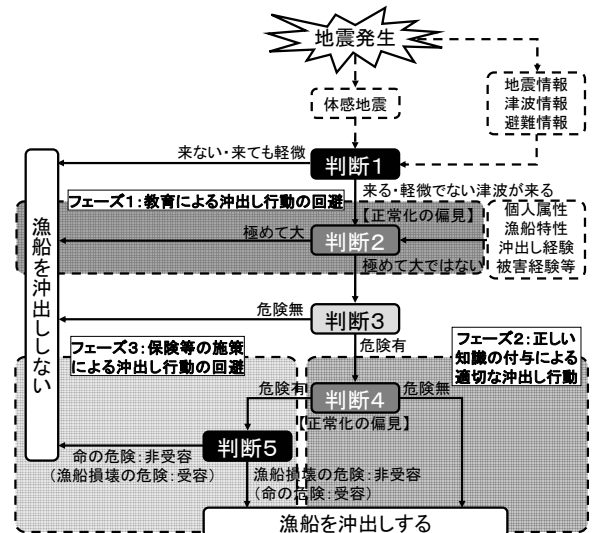 地震発生
体感地震
地震情報
津波情報
避難情報
来ない・来ても軽微
判断1
来る・軽微でない津波が来る
フェーズ1:教育による沖出し行動の回避
【正常化の偏見】
極めて大
判断2
個人属性
漁船特性
沖出し経験
被害経験等
極めて大ではない
漁船を沖出ししない
危険無
判断3
危険有
フェーズ3:保険等の施策
による沖出し行動の回避
フェーズ2:正しい
知識の付与による
適切な沖出し行動
危険有
判断4
危険無
【正常化の偏見】
判断5
命の危険:非受容
(漁船損壊の危険:受容)
漁船損壊の危険:非受容
(命の危険:受容)
漁船を沖出しする